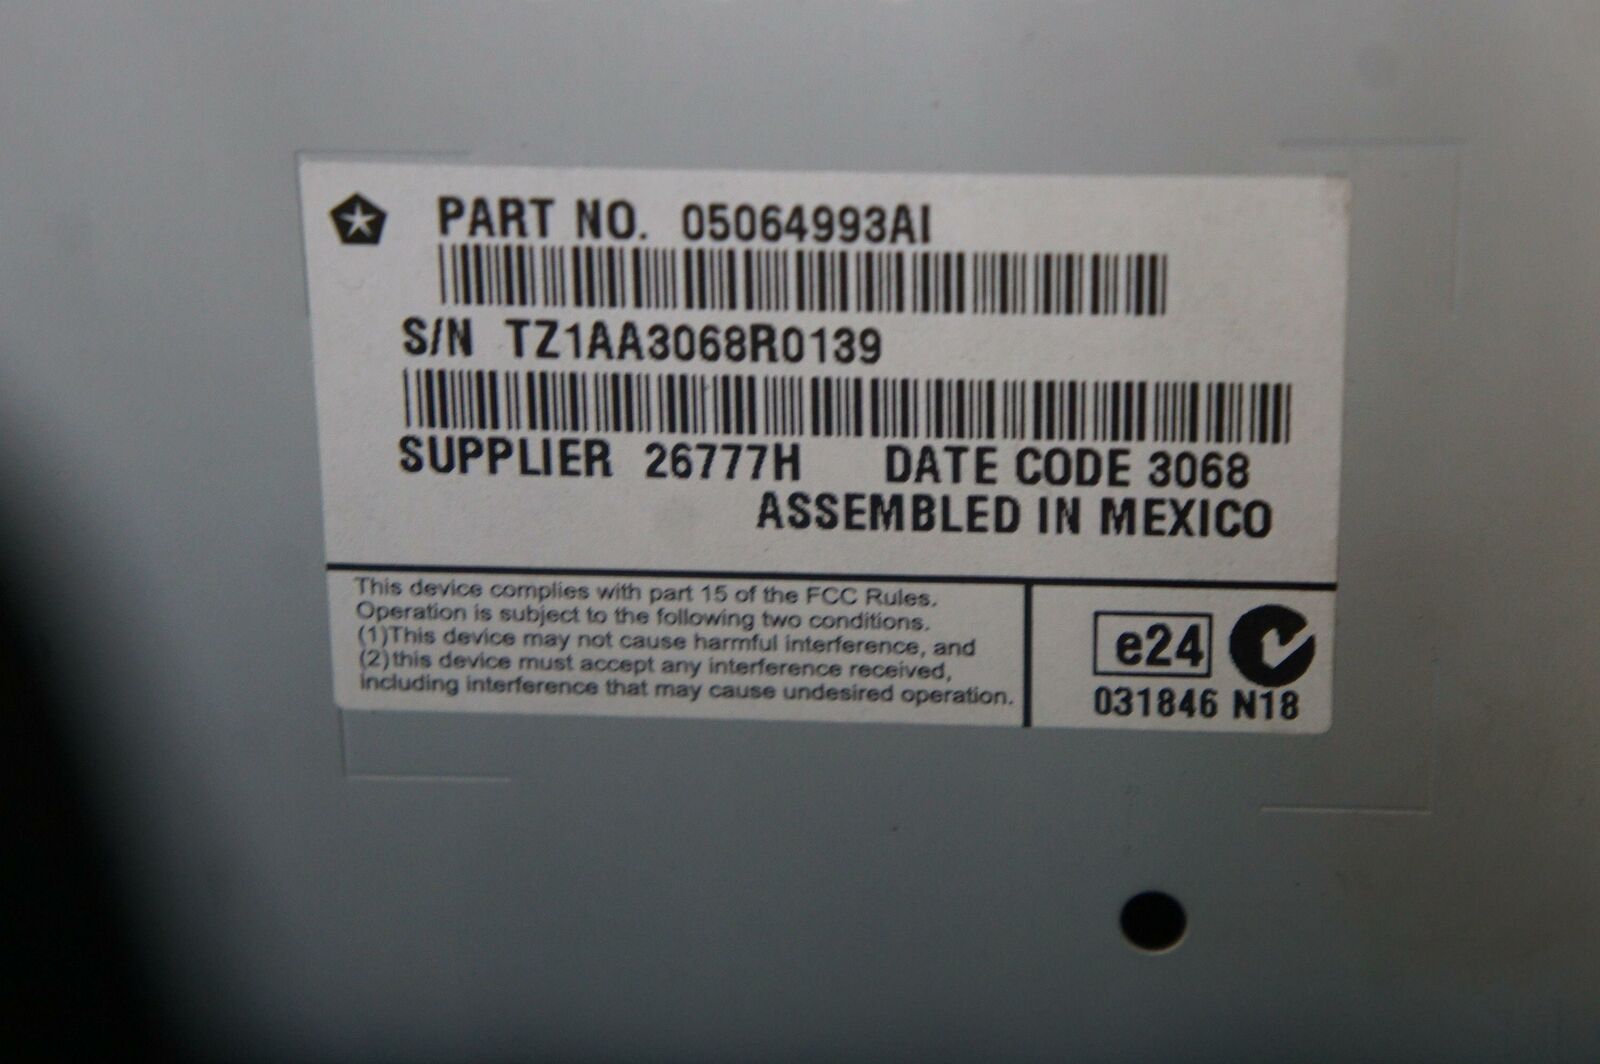 PART NO. 05064993AI
S/N TZ1AA3068R0139
SUPPLIER 26777H DATE CODE 3068
ASSEMBLED IN MEXICO
This device complies with part 15 of the FCC Rules.
Operation is subject to the following two conditions.
(1)This device may not cause harmful interference, and
(2)this device must accept any interference received,
including interference that may cause undesired operation.
e24
031846 N18